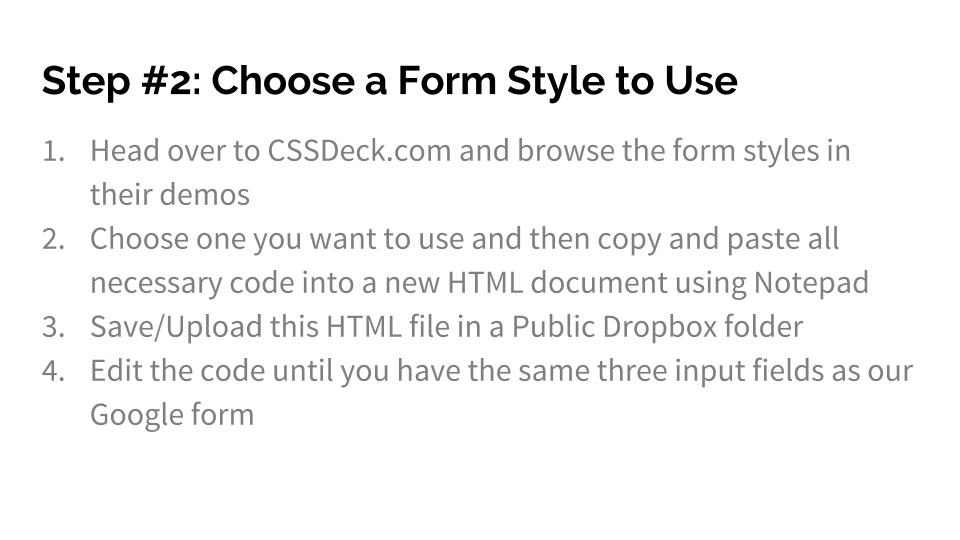 Step #2: Choose a Form Style to Use
1. Head over to CSSDeck.com and browse the form styles in
their demos
2. Choose one you want to use and then copy and paste all
necessary code into a new HTML document using Notepad
3. Save/Upload this HTML file in a Public Dropbox folder
4. Edit the code until you have the same three input fields as our
Google form